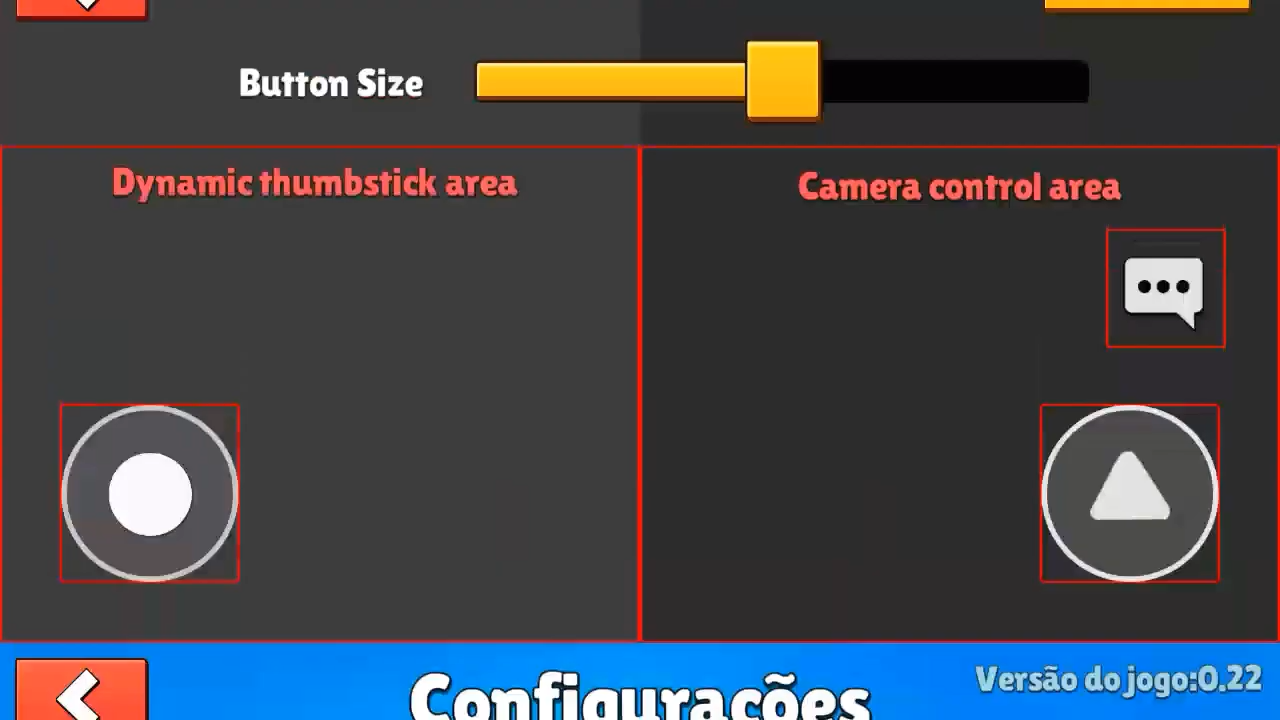 Button Size
Dynamic thumbstick area
Camera control area
Versão do jogo:0.22
Configurações